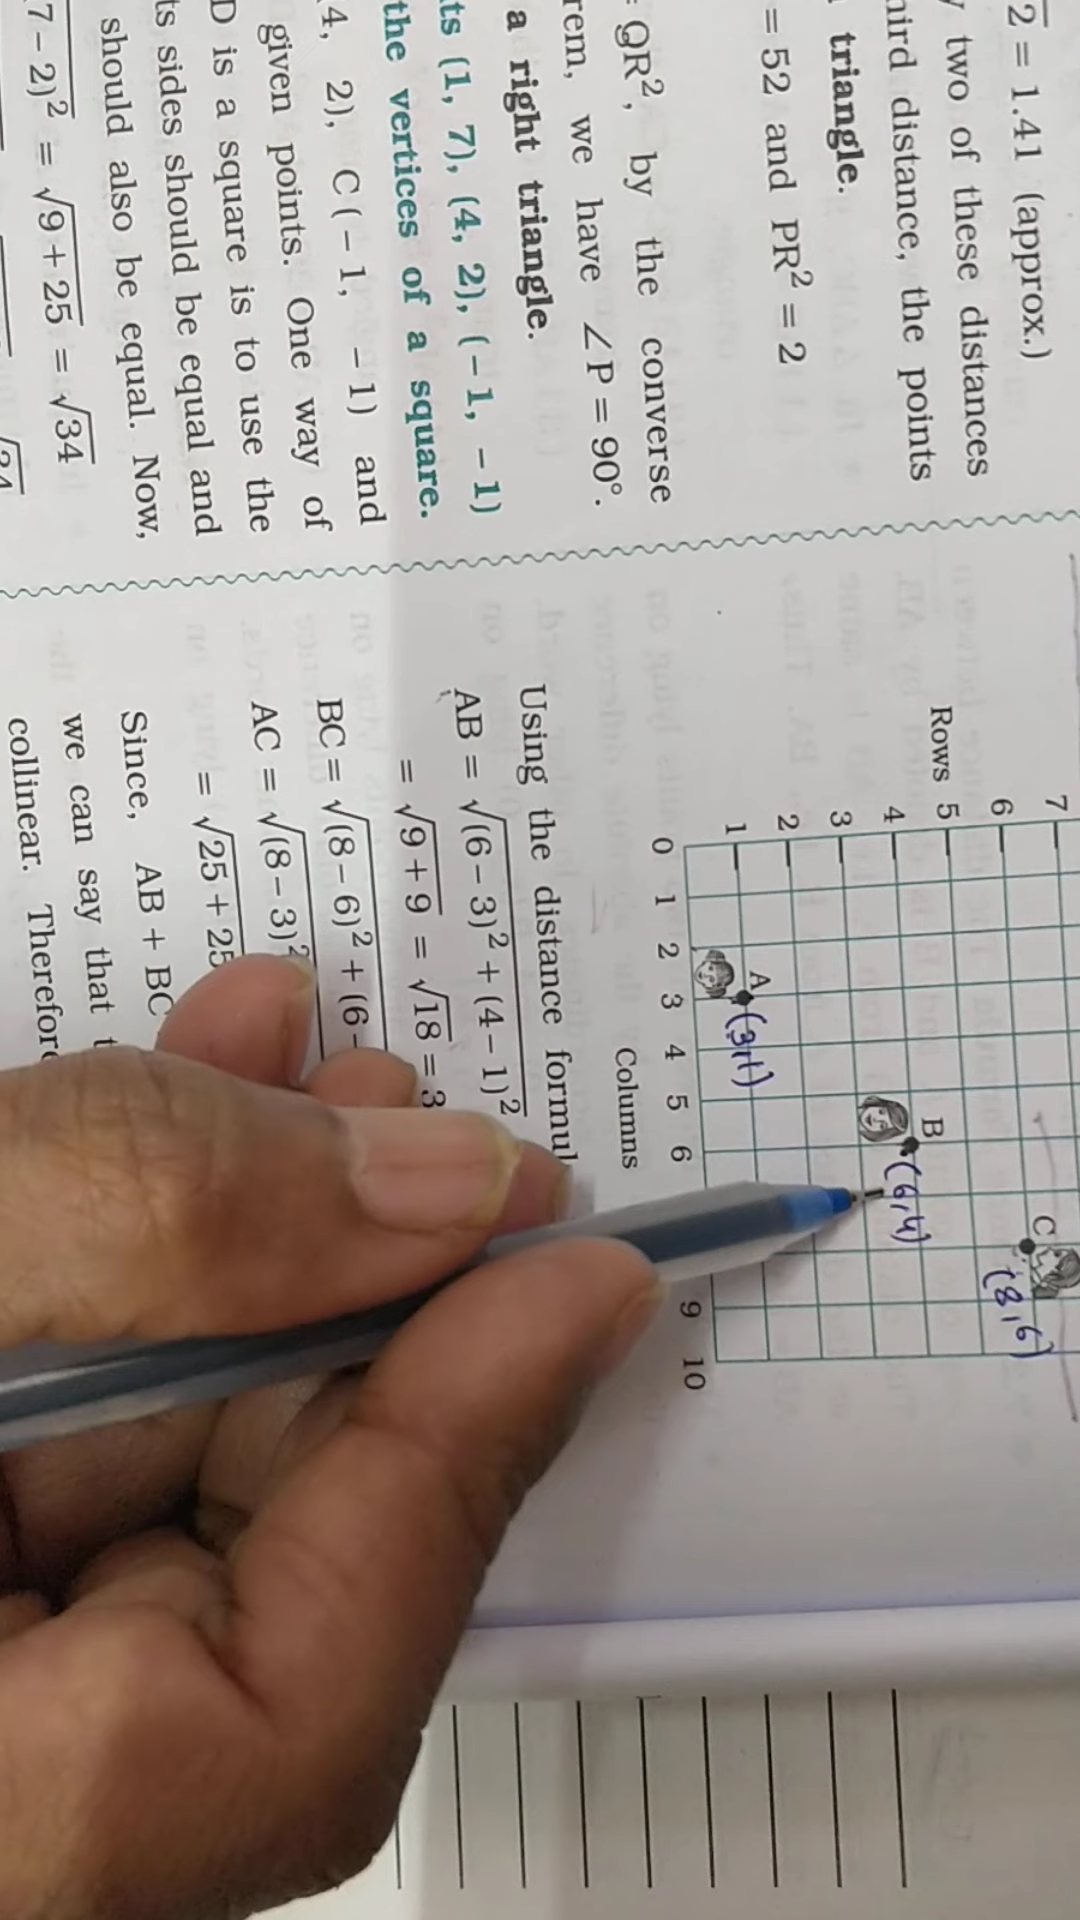 2 = 1.41 (approx.)
two of these distances
third distance, the points
triangle.
= 52 and PR² = 2
= QR², by the converse
rem, we have ∠P = 90°.
a right triangle.
ts (1, 7), (4, 2), (– 1, – 1)
the vertices of a square.
4, 2), C (– 1, – 1) and
given points. One way of
D is a square is to use the
ts sides should be equal and
should also be equal. Now,
7 – 2)² = √9 + 25 = √34
7
6
Rows 5
4
3
2
1
0 1 2 3 4 5 6 9 10
Columns
A (3,1)
B (6,4)
C (8,6)
Using the distance formul
AB = √(6 – 3)² + (4 – 1)²
= √9 + 9 = √18 = 3
BC = √(8 – 6)² + (6 –
AC = √(8 – 3)²
= √25 + 25
Since, AB + BC
we can say that t
collinear. Therefore